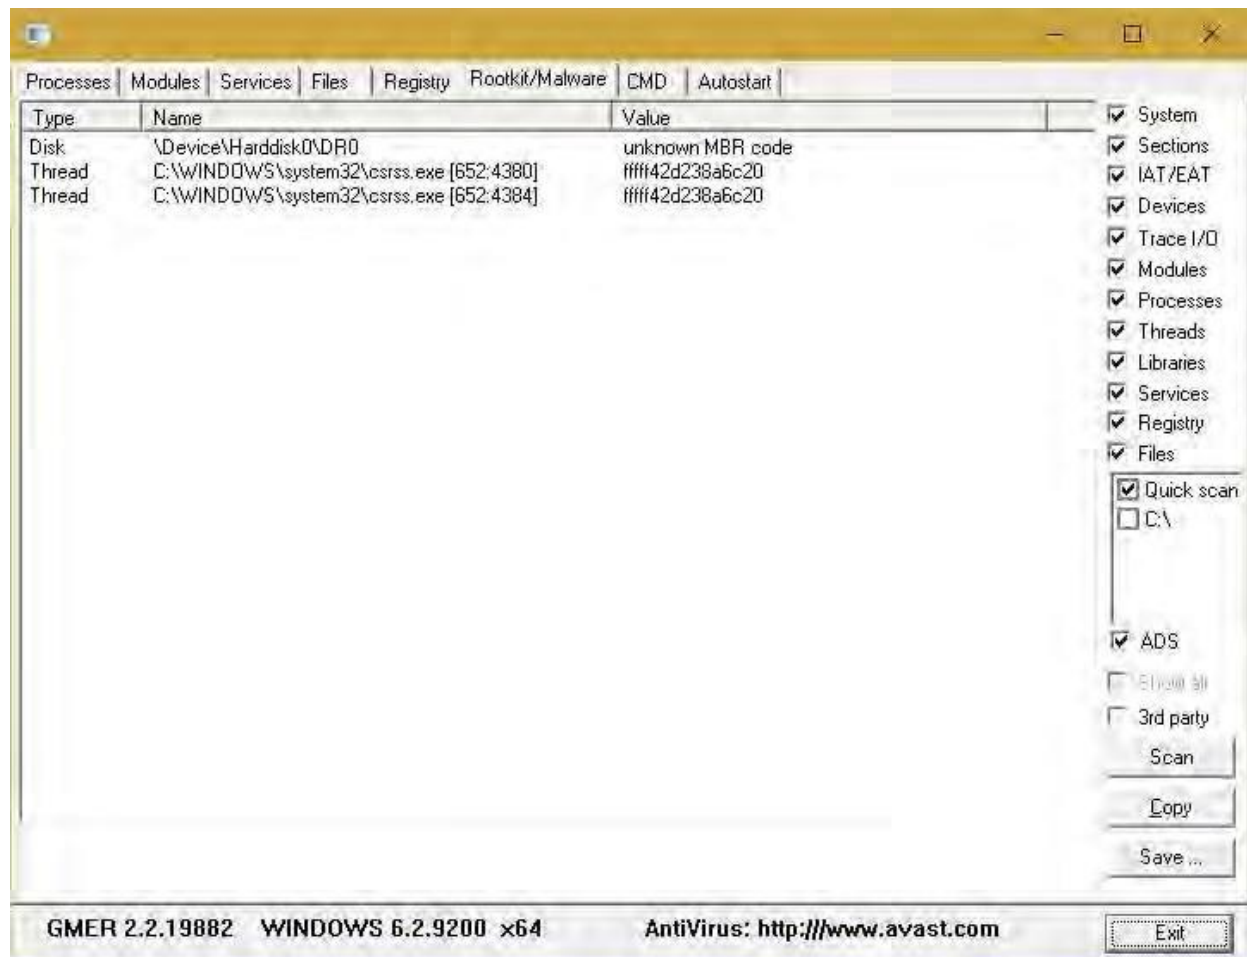 Processes Modules Services Files Registry Rootkit/Malware CMD Autostart
Type Name Value
Disk \Device\Harddisk0\DR0 unknown MBR code
Thread C:\WINDOWS\system32\csrss.exe [652:4380] fffff42d238a6c20
Thread C:\WINDOWS\system32\csrss.exe [652:4384] fffff42d238a6c20
System
Sections
IAT/EAT
Devices
Trace I/O
Modules
Processes
Threads
Libraries
Services
Registry
Files
Quick scan
C:\
ADS
Show all
3rd party
Scan
Copy
Save ...
GMER 2.2.19882 WINDOWS 6.2.9200 x64 AntiVirus: http:///www.avast.com
Exit